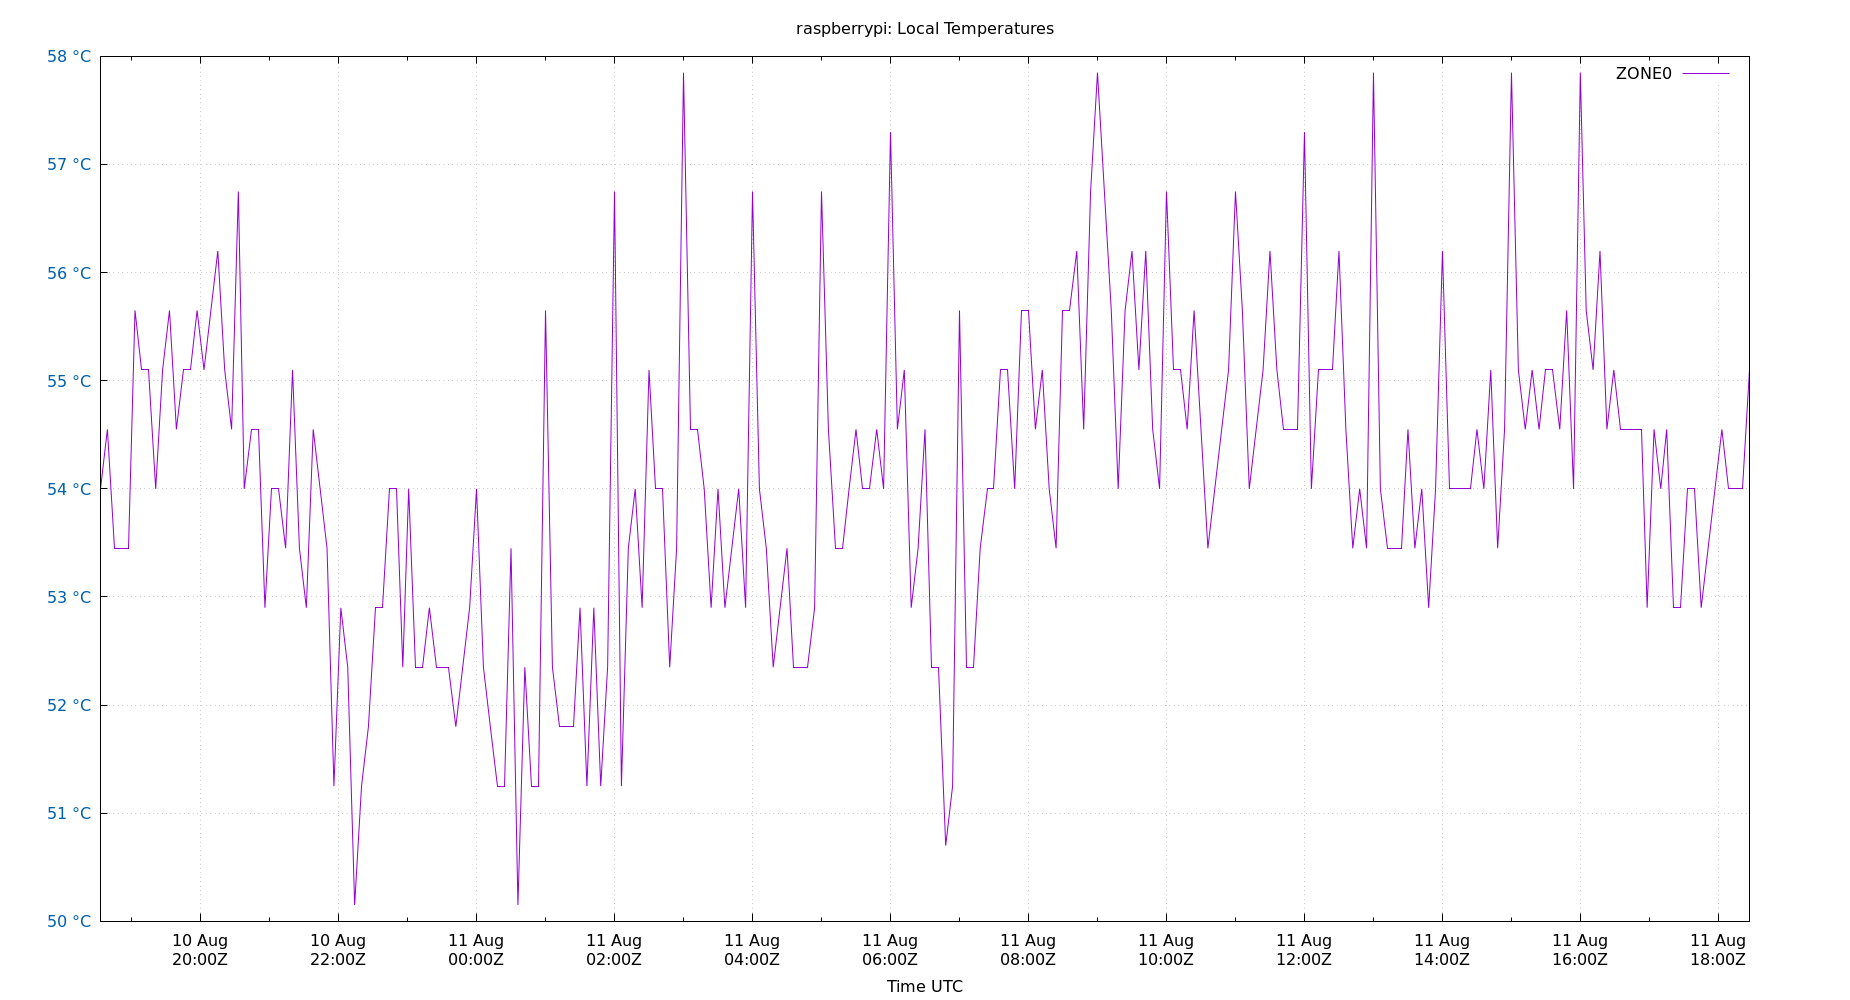 raspberrypi: Local Temperatures
58 °C
ZONE0
57 °C
56 °C
55 °C
54 °C
53 °C
52 °C
51 °C
50 °C
10 Aug 10 Aug 11 Aug 11 Aug 11 Aug 11 Aug 11 Aug 11 Aug 11 Aug 11 Aug 11 Aug 11 Aug
20:00Z 22:00Z 00:00Z 02:00Z 04:00Z 06:00Z 08:00Z 10:00Z 12:00Z 14:00Z 16:00Z 18:00Z
Time UTC